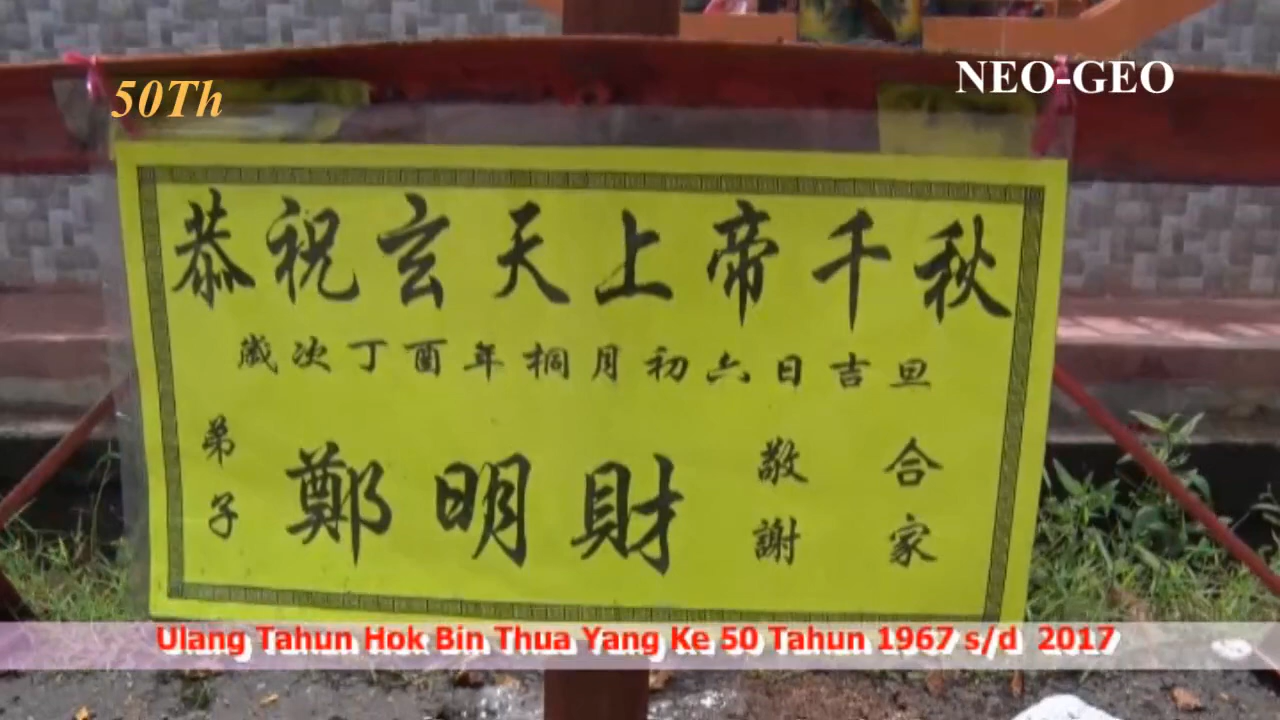 50Th
NEO-GEO
恭祝玄天上帝千秋
歲次丁酉年桐月初六日吉旦
弟子
鄭明財
敬謝
合家
Ulang Tahun Hok Bin Thua Yang Ke 50 Tahun 1967 s/d 2017